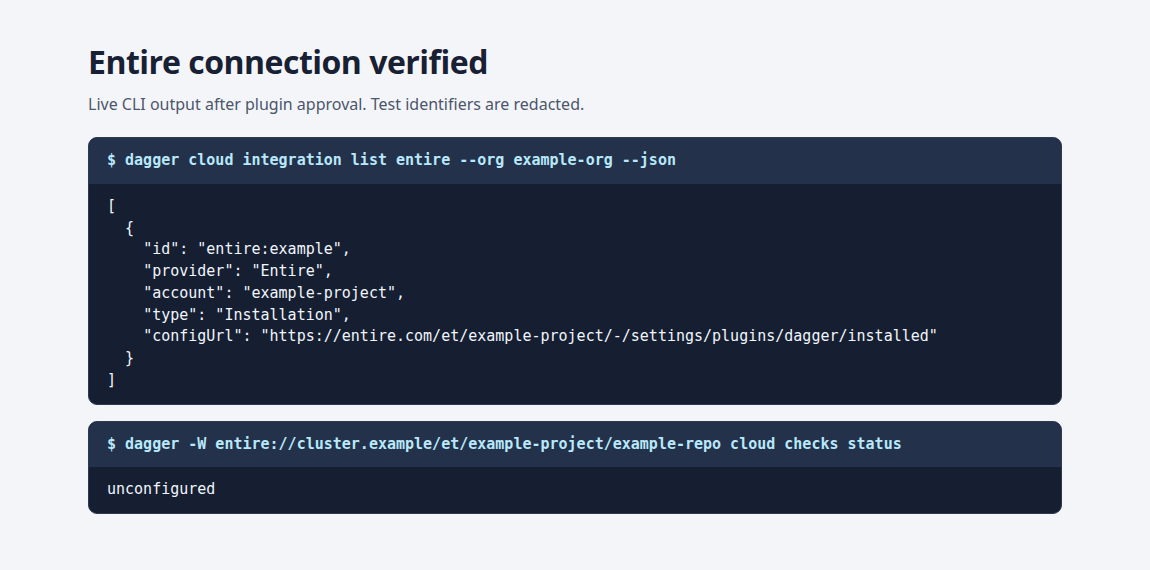 Entire connection verified
Live CLI output after plugin approval. Test identifiers are redacted.
$ dagger cloud integration list entire --org example-org --json
[
  {
    "id": "entire:example",
    "provider": "Entire",
    "account": "example-project",
    "type": "Installation",
    "configUrl": "https://entire.com/et/example-project/-/settings/plugins/dagger/installed"
  }
]
$ dagger -W entire://cluster.example/et/example-project/example-repo cloud checks status
unconfigured